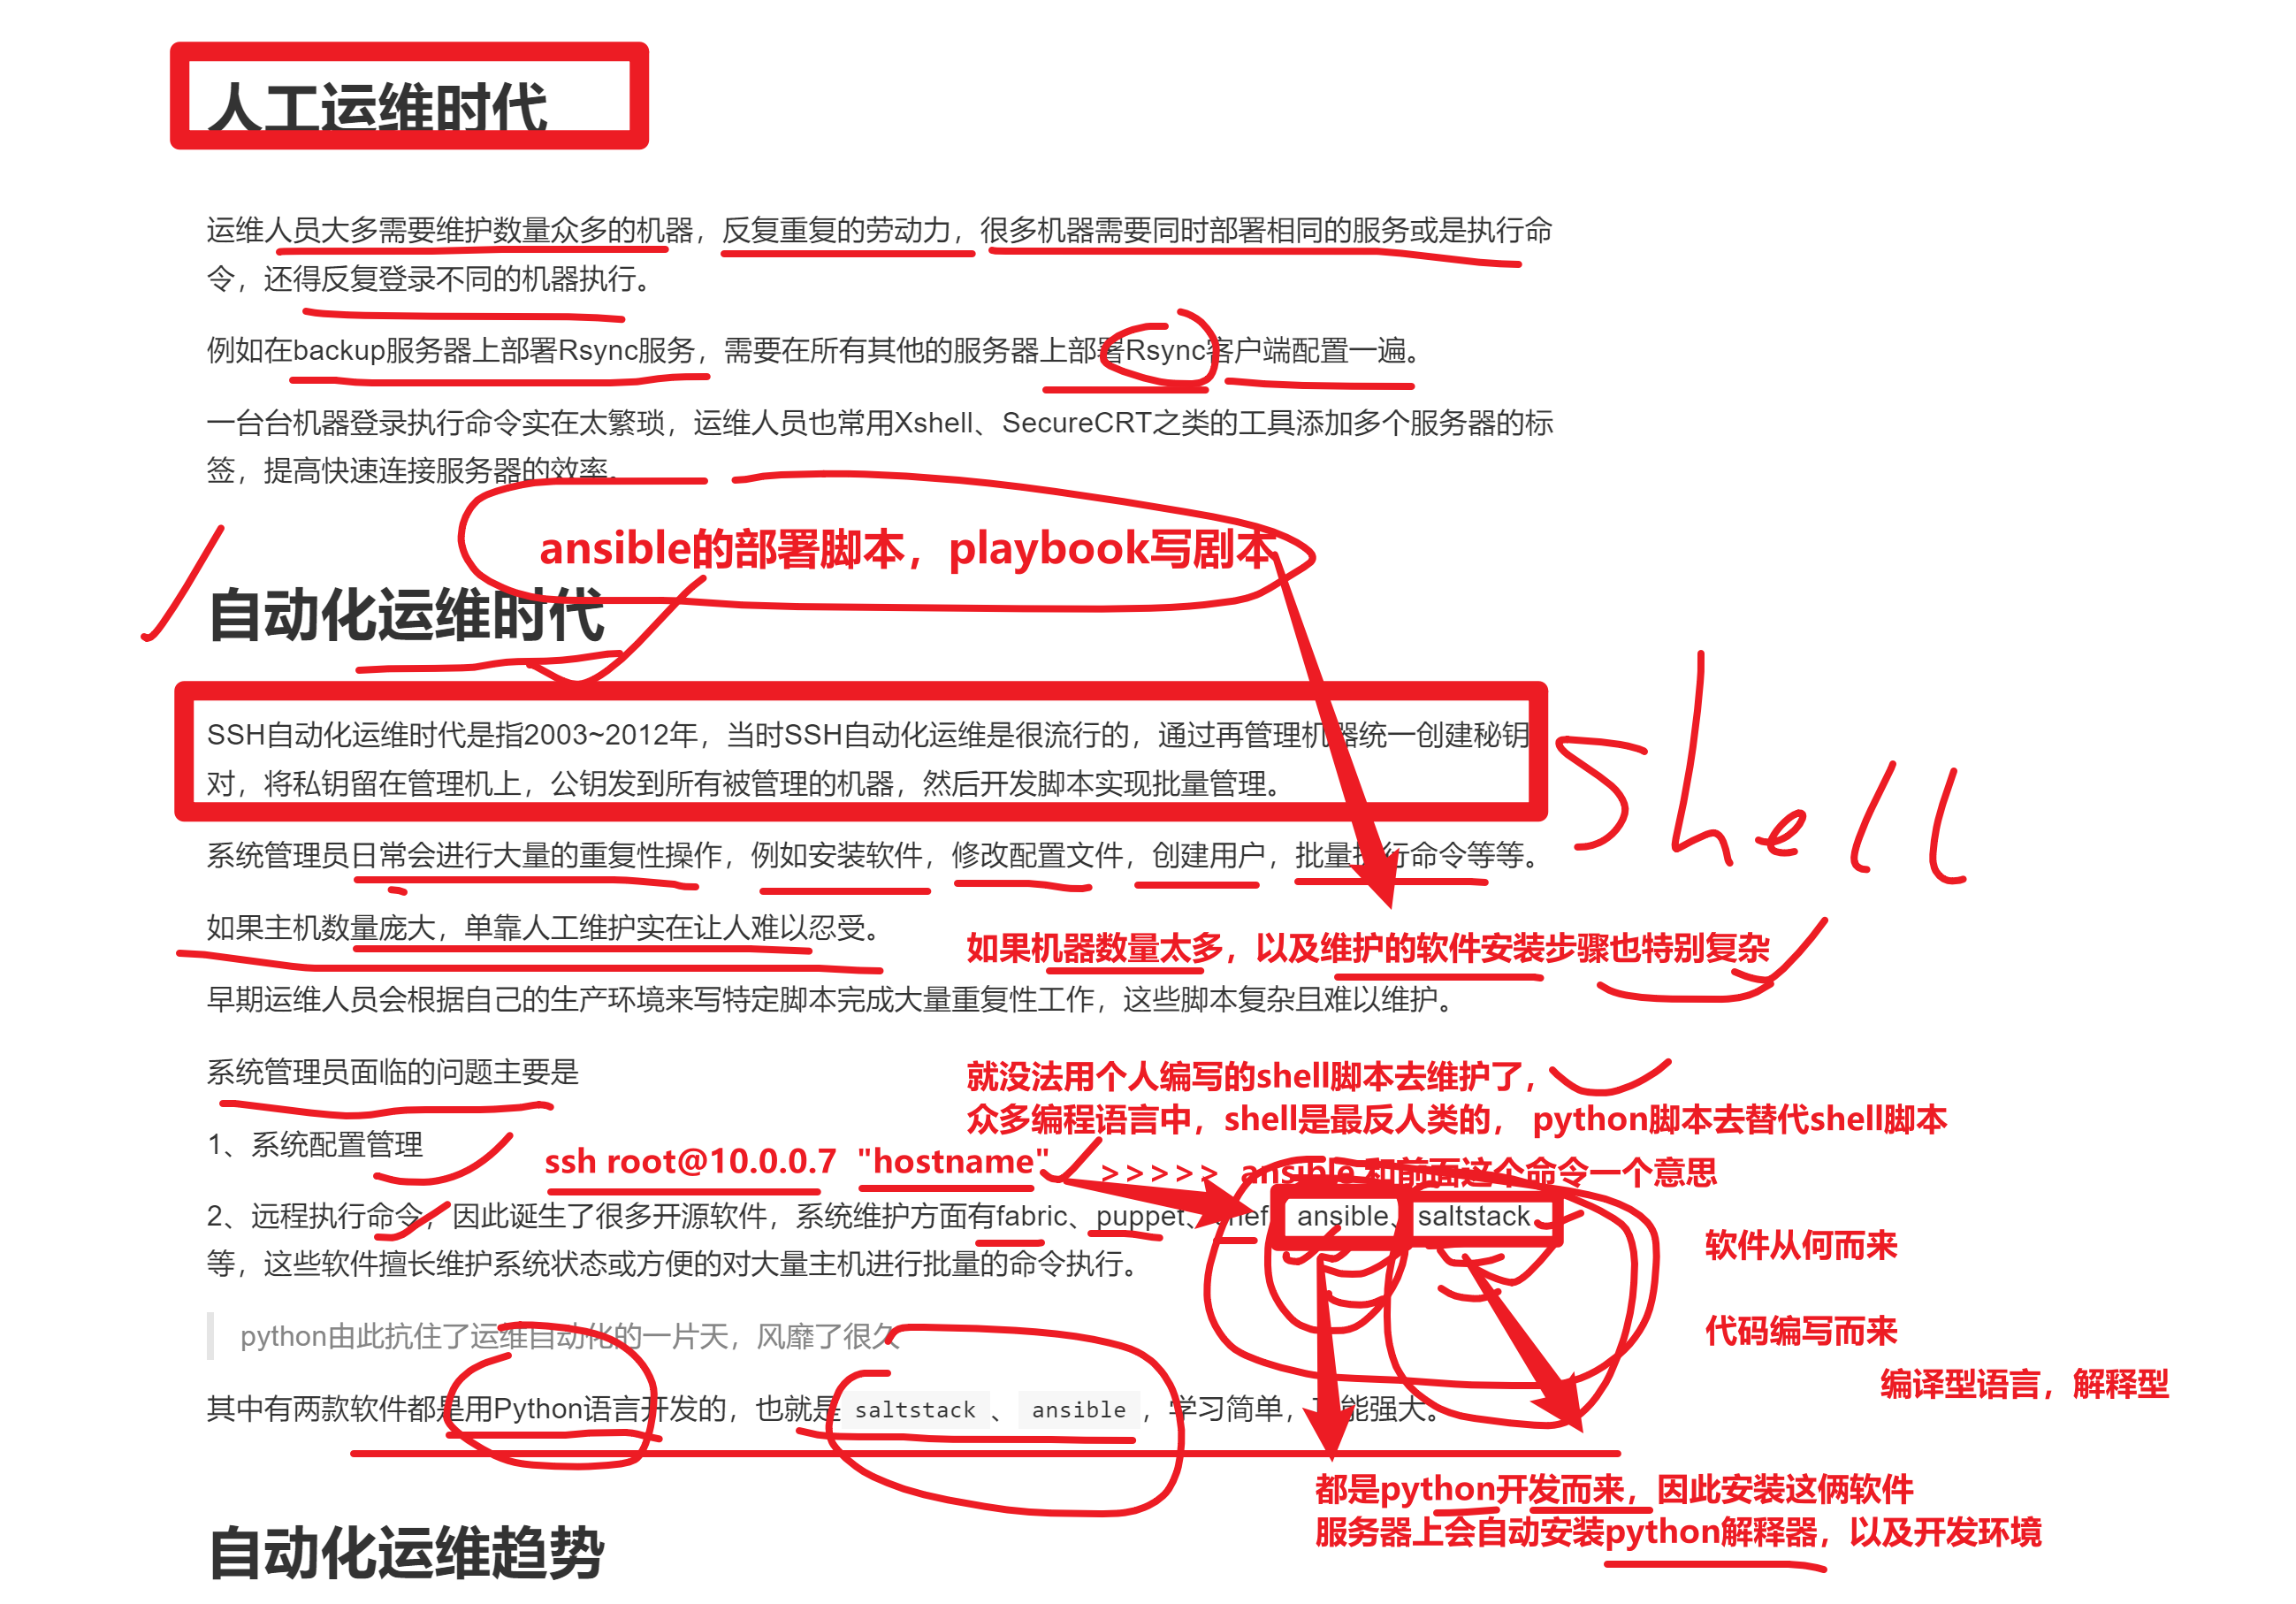 人工运维时代
运维人员大多需要维护数量众多的机器，反复重复的劳动力，很多机器需要同时部署相同的服务或是执行命
令，还得反复登录不同的机器执行。
例如在backup服务器上部署Rsync服务，需要在所有其他的服务器上部署Rsync客户端配置一遍。
一台台机器登录执行命令实在太繁琐，运维人员也常用Xshell、SecureCRT之类的工具添加多个服务器的标
签，提高快速连接服务器的效率。
ansible的部署脚本，playbook写剧本
自动化运维时代
SSH自动化运维时代是指2003~2012年，当时SSH自动化运维是很流行的，通过再管理机器统一创建秘钥
对，将私钥留在管理机上，公钥发到所有被管理的机器，然后开发脚本实现批量管理。
shell
系统管理员日常会进行大量的重复性操作，例如安装软件，修改配置文件，创建用户，批量执行命令等等。
如果主机数量庞大，单靠人工维护实在让人难以忍受。
如果机器数量太多，以及维护的软件安装步骤也特别复杂
早期运维人员会根据自己的生产环境来写特定脚本完成大量重复性工作，这些脚本复杂且难以维护。
系统管理员面临的问题主要是
就没法用个人编写的shell脚本去维护了，
众多编程语言中，shell是最反人类的， python脚本去替代shell脚本
1、系统配置管理
ssh root@10.0.0.7 "hostname" >>>>> ansible 和前面这个命令一个意思
2、远程执行命令，因此诞生了很多开源软件，系统维护方面有fabric、puppet、chef、ansible、saltstack
等，这些软件擅长维护系统状态或方便的对大量主机进行批量的命令执行。
软件从何而来
代码编写而来
编译型语言，解释型
python由此抗住了运维自动化的一片天，风靡了很久
其中有两款软件都是用Python语言开发的，也就是 saltstack 、 ansible ，学习简单，功能强大。
都是python开发而来，因此安装这俩软件
服务器上会自动安装python解释器，以及开发环境
自动化运维趋势